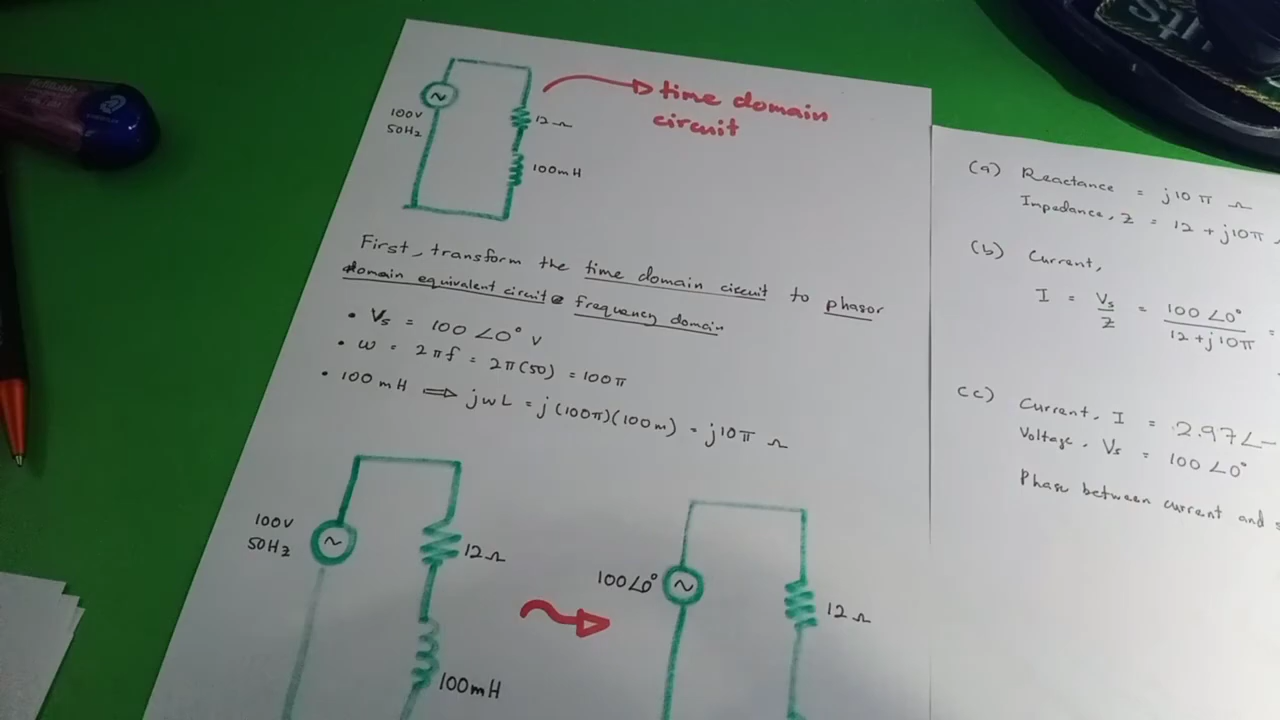 time domain
circuit
100V
50Hz
12Ω
100mH
First, transform the time domain circuit to phasor
domain equivalent circuit @ frequency domain
• Vs = 100 ∠0° V
• ω = 2πf = 2π(50) = 100π
• 100mH ⟹ jωL = j(100π)(100m) = j10π Ω
100V
50Hz
12Ω
100mH
100∠0°
12Ω
(a) Reactance = j10π Ω
Impedance, Z = 12 + j10π Ω
(b) Current,
I = Vs/Z = 100∠0°/12+j10π =
(c) Current, I = 2.97∠-
Voltage, Vs = 100∠0°
Phase between current and